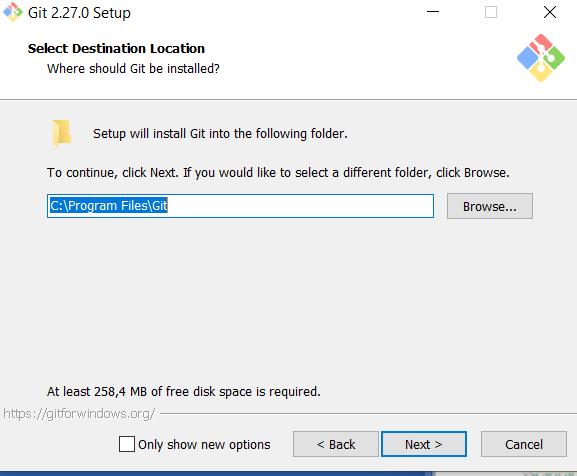 Git 2.27.0 Setup
Select Destination Location
Where should Git be installed?
Setup will install Git into the following folder.
To continue, click Next. If you would like to select a different folder, click Browse.
C:\Program Files\Git
Browse...
At least 258,4 MB of free disk space is required.
https://gitforwindows.org/
Only show new options
< Back
Next >
Cancel